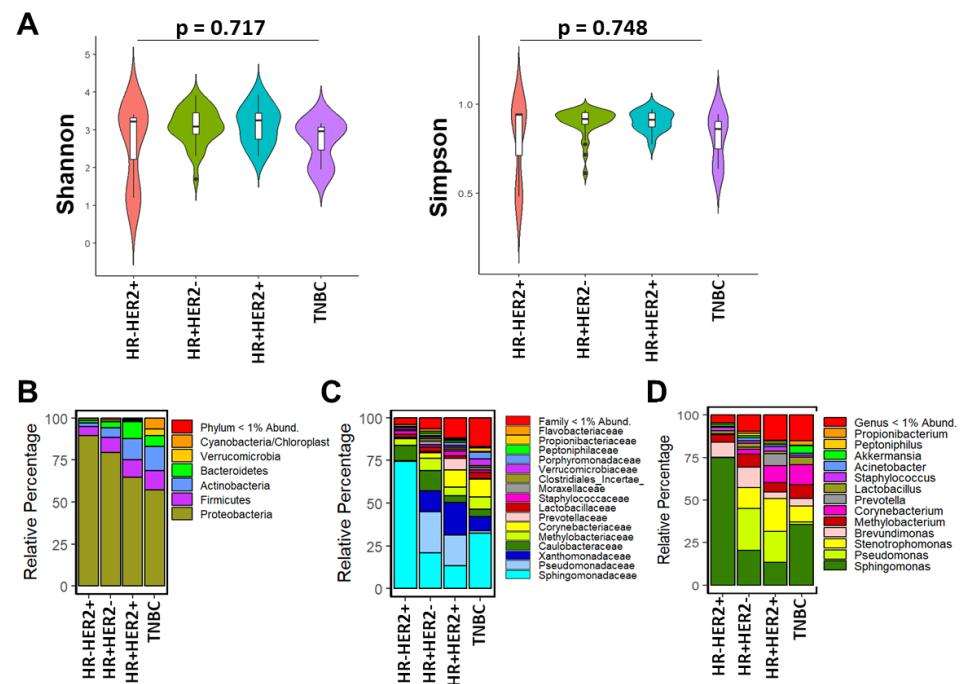 A
p = 0.717
Shannon
5
4
3
2
1
0
HR-HER2+
HR+HER2-
HR+HER2+
TNBC
p = 0.748
Simpson
1.0
0.5
HR-HER2+
HR+HER2-
HR+HER2+
TNBC
B
Relative Percentage
100
75
50
25
0
HR-HER2+
HR+HER2-
HR+HER2+
TNBC
Phylum < 1% Abund.
Cyanobacteria/Chloroplast
Verrucomicrobia
Bacteroidetes
Actinobacteria
Firmicutes
Proteobacteria
C
Relative Percentage
100
75
50
25
0
HR-HER2+
HR+HER2-
HR+HER2+
TNBC
Family < 1% Abund.
Flavobacteriaceae
Propionibacteriaceae
Peptoniphilaceae
Porphyromonadaceae
Verrucomicrobiaceae
Clostridiales_Incertae_
Moraxellaceae
Staphylococcaceae
Lactobacillaceae
Prevotellaceae
Corynebacteriaceae
Methylobacteriaceae
Caulobacteraceae
Xanthomonadaceae
Pseudomonadaceae
Sphingomonadaceae
D
Relative Percentage
100
75
50
25
0
HR-HER2+
HR+HER2-
HR+HER2+
TNBC
Genus < 1% Abund.
Propionibacterium
Peptoniphilus
Akkermansia
Acinetobacter
Staphylococcus
Lactobacillus
Prevotella
Corynebacterium
Methylobacterium
Brevundimonas
Stenotrophomonas
Pseudomonas
Sphingomonas